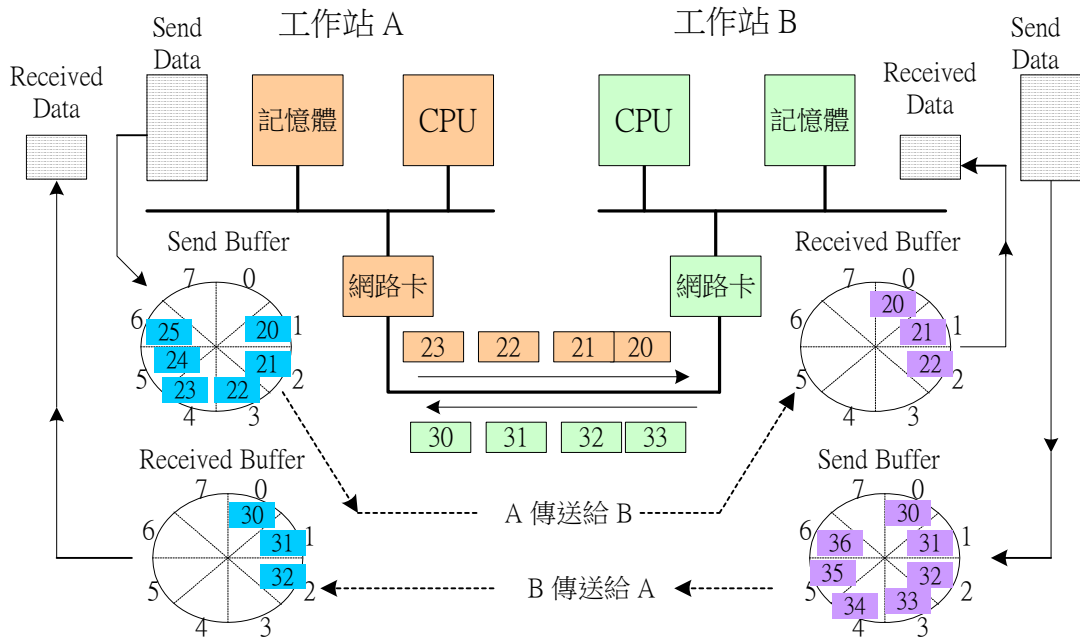 工作站 A
工作站 B
Send
Data
Received
Data
記憶體
CPU
CPU
記憶體
Received
Data
Send
Data
Send Buffer
7
0
6
1
5
2
4
3
25
20
24
21
23
22
網路卡
網路卡
23
22
21
20
30
31
32
33
Received Buffer
7
0
6
1
5
2
4
3
20
21
22
Received Buffer
7
0
6
1
5
2
4
3
30
31
32
A 傳送給 B
B 傳送給 A
Send Buffer
7
0
6
1
5
2
4
3
30
36
31
35
32
34
33